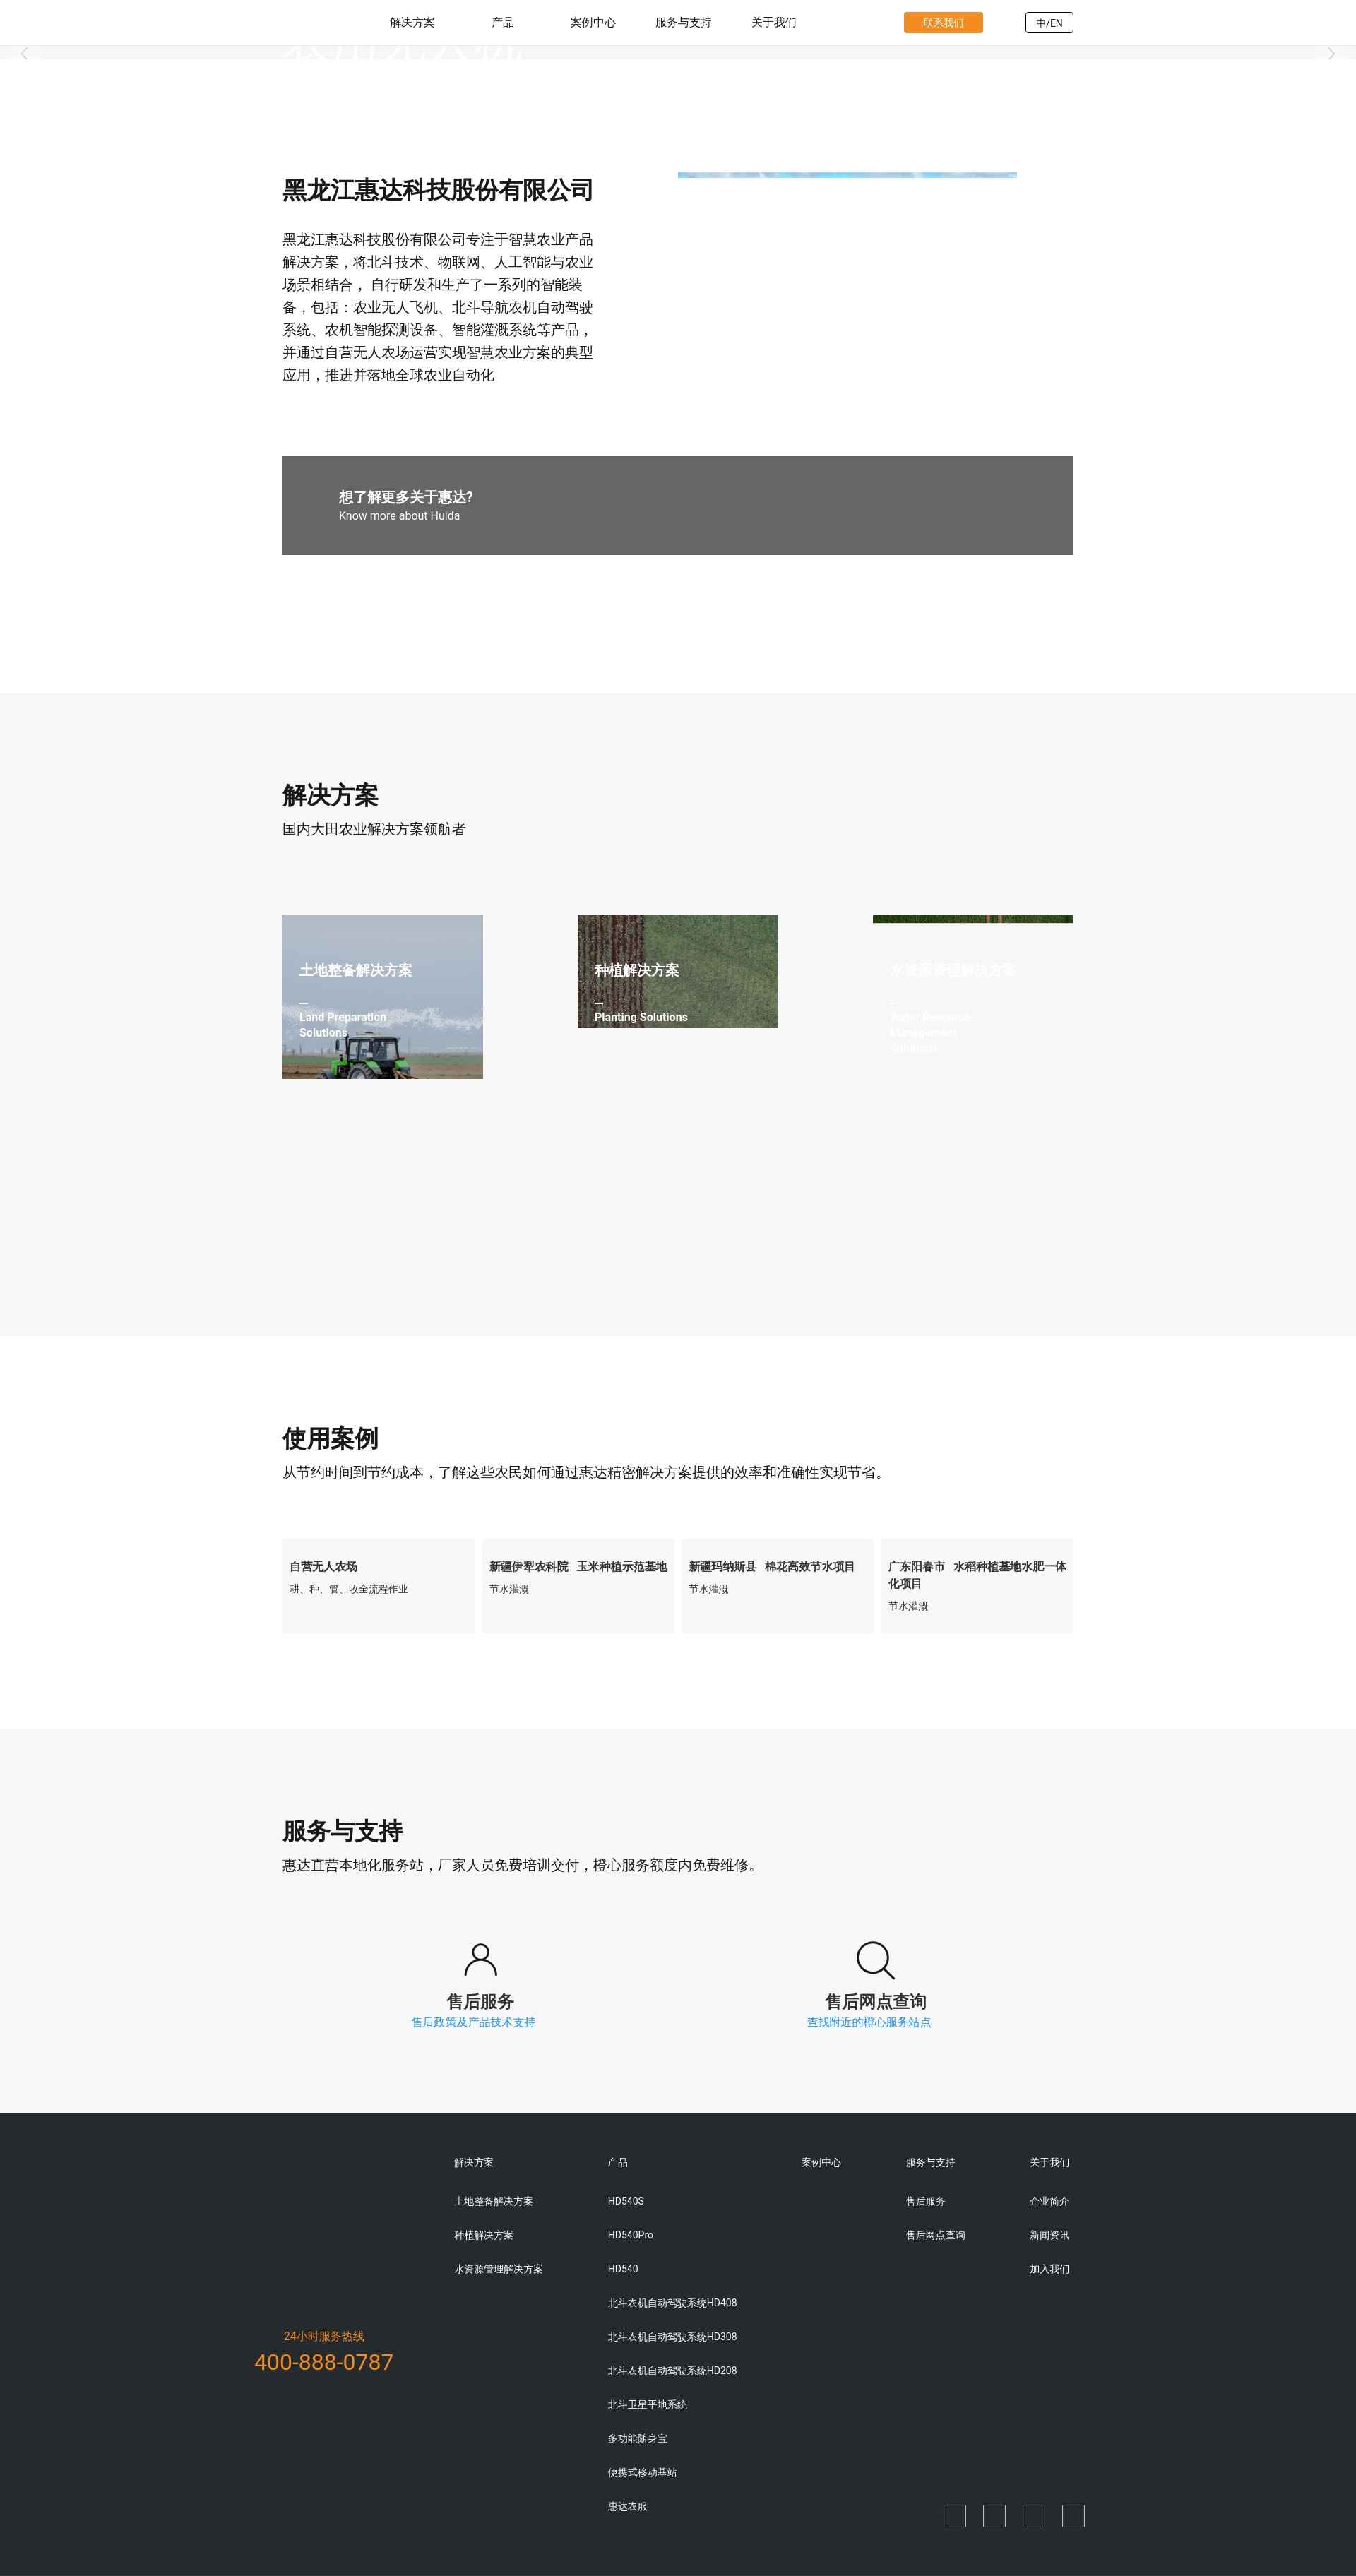 解决方案
产品
案例中心
服务与支持
关于我们
联系我们
中/EN
农用无人机
黑龙江惠达科技股份有限公司
黑龙江惠达科技股份有限公司专注于智慧农业产品
解决方案，将北斗技术、物联网、人工智能与农业
场景相结合， 自行研发和生产了一系列的智能装
备，包括：农业无人飞机、北斗导航农机自动驾驶
系统、农机智能探测设备、智能灌溉系统等产品，
并通过自营无人农场运营实现智慧农业方案的典型
应用，推进并落地全球农业自动化
想了解更多关于惠达?
Know more about Huida
解决方案
国内大田农业解决方案领航者
土地整备解决方案
Land Preparation
Solutions
种植解决方案
Planting Solutions
水资源管理解决方案
Water Resource
Management
Solutions
使用案例
从节约时间到节约成本，了解这些农民如何通过惠达精密解决方案提供的效率和准确性实现节省。
自营无人农场
耕、种、管、收全流程作业
新疆伊犁农科院 玉米种植示范基地
节水灌溉
新疆玛纳斯县 棉花高效节水项目
节水灌溉
广东阳春市 水稻种植基地水肥一体
化项目
节水灌溉
服务与支持
惠达直营本地化服务站，厂家人员免费培训交付，橙心服务额度内免费维修。
售后服务
售后政策及产品技术支持
售后网点查询
查找附近的橙心服务站点
24小时服务热线
400-888-0787
解决方案
土地整备解决方案
种植解决方案
水资源管理解决方案
产品
HD540S
HD540Pro
HD540
北斗农机自动驾驶系统HD408
北斗农机自动驾驶系统HD308
北斗农机自动驾驶系统HD208
北斗卫星平地系统
多功能随身宝
便携式移动基站
惠达农服
案例中心
服务与支持
售后服务
售后网点查询
关于我们
企业简介
新闻资讯
加入我们